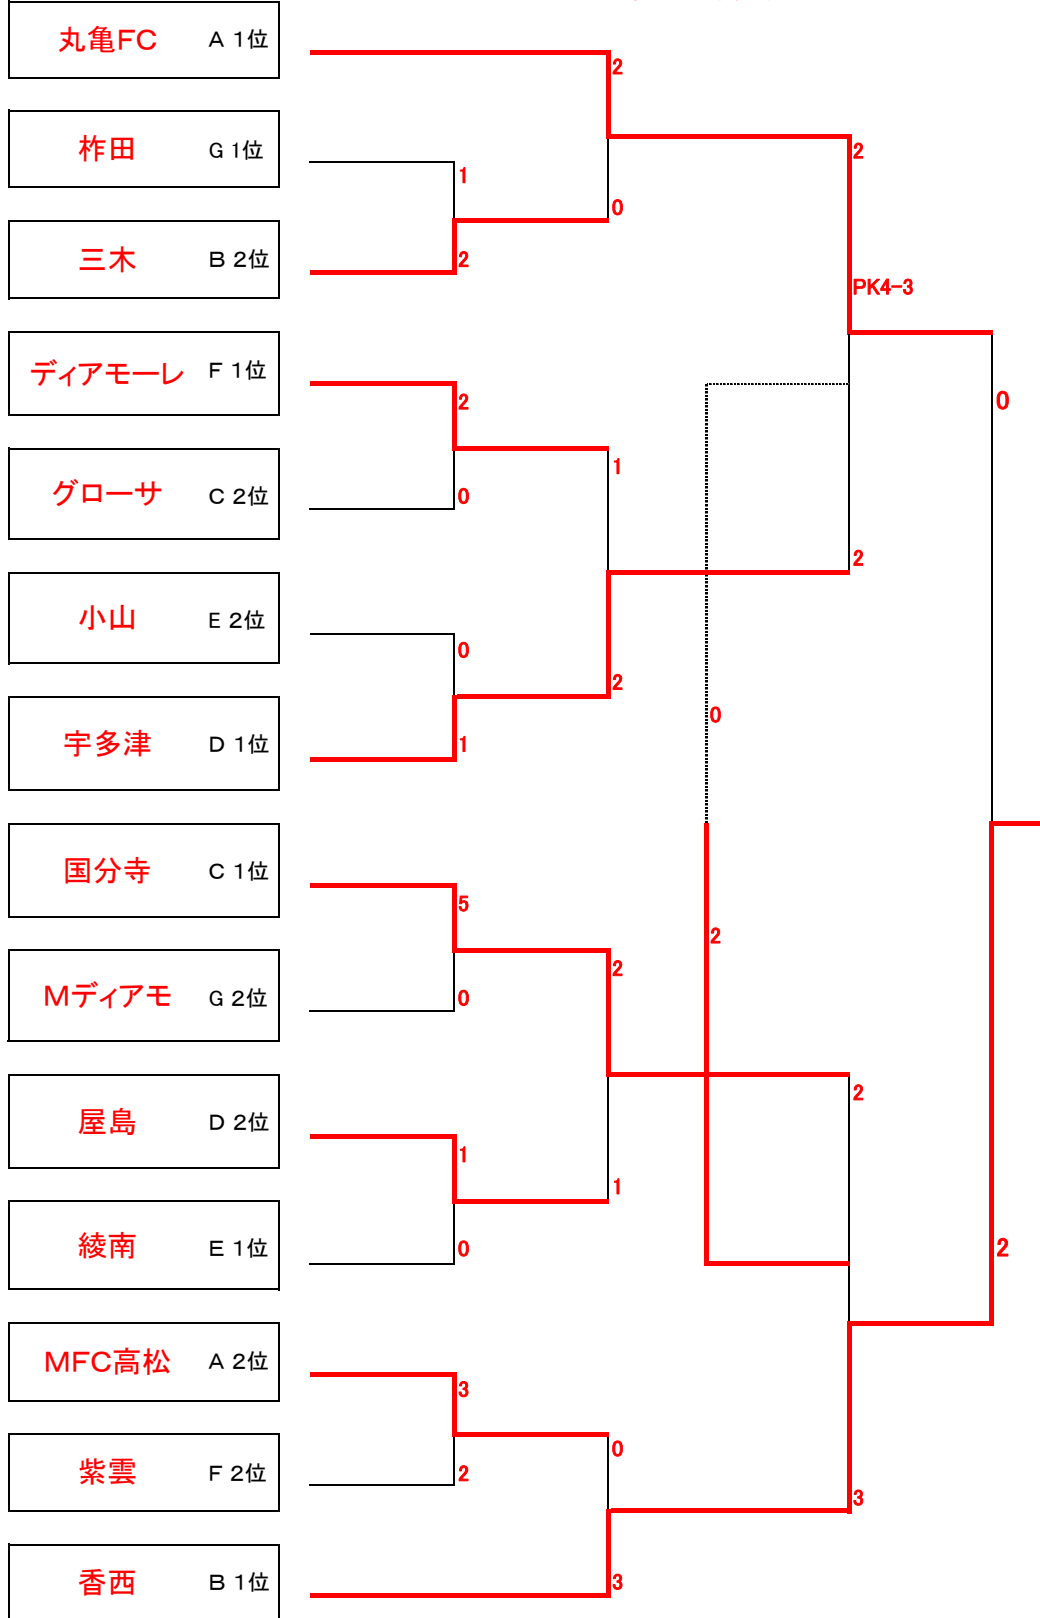 丸亀FC A 1位
2
2
柞田 G 1位
1
0
三木 B 2位
2
PK4-3
ディアモーレ F 1位
2
0
1
グローサ C 2位
0
2
小山 E 2位
0
2
0
宇多津 D 1位
1
国分寺 C 1位
5
2
2
Mディアモ G 2位
0
2
屋島 D 2位
1
1
綾南 E 1位
0
2
MFC高松 A 2位
3
0
紫雲 F 2位
2
3
香西 B 1位
3